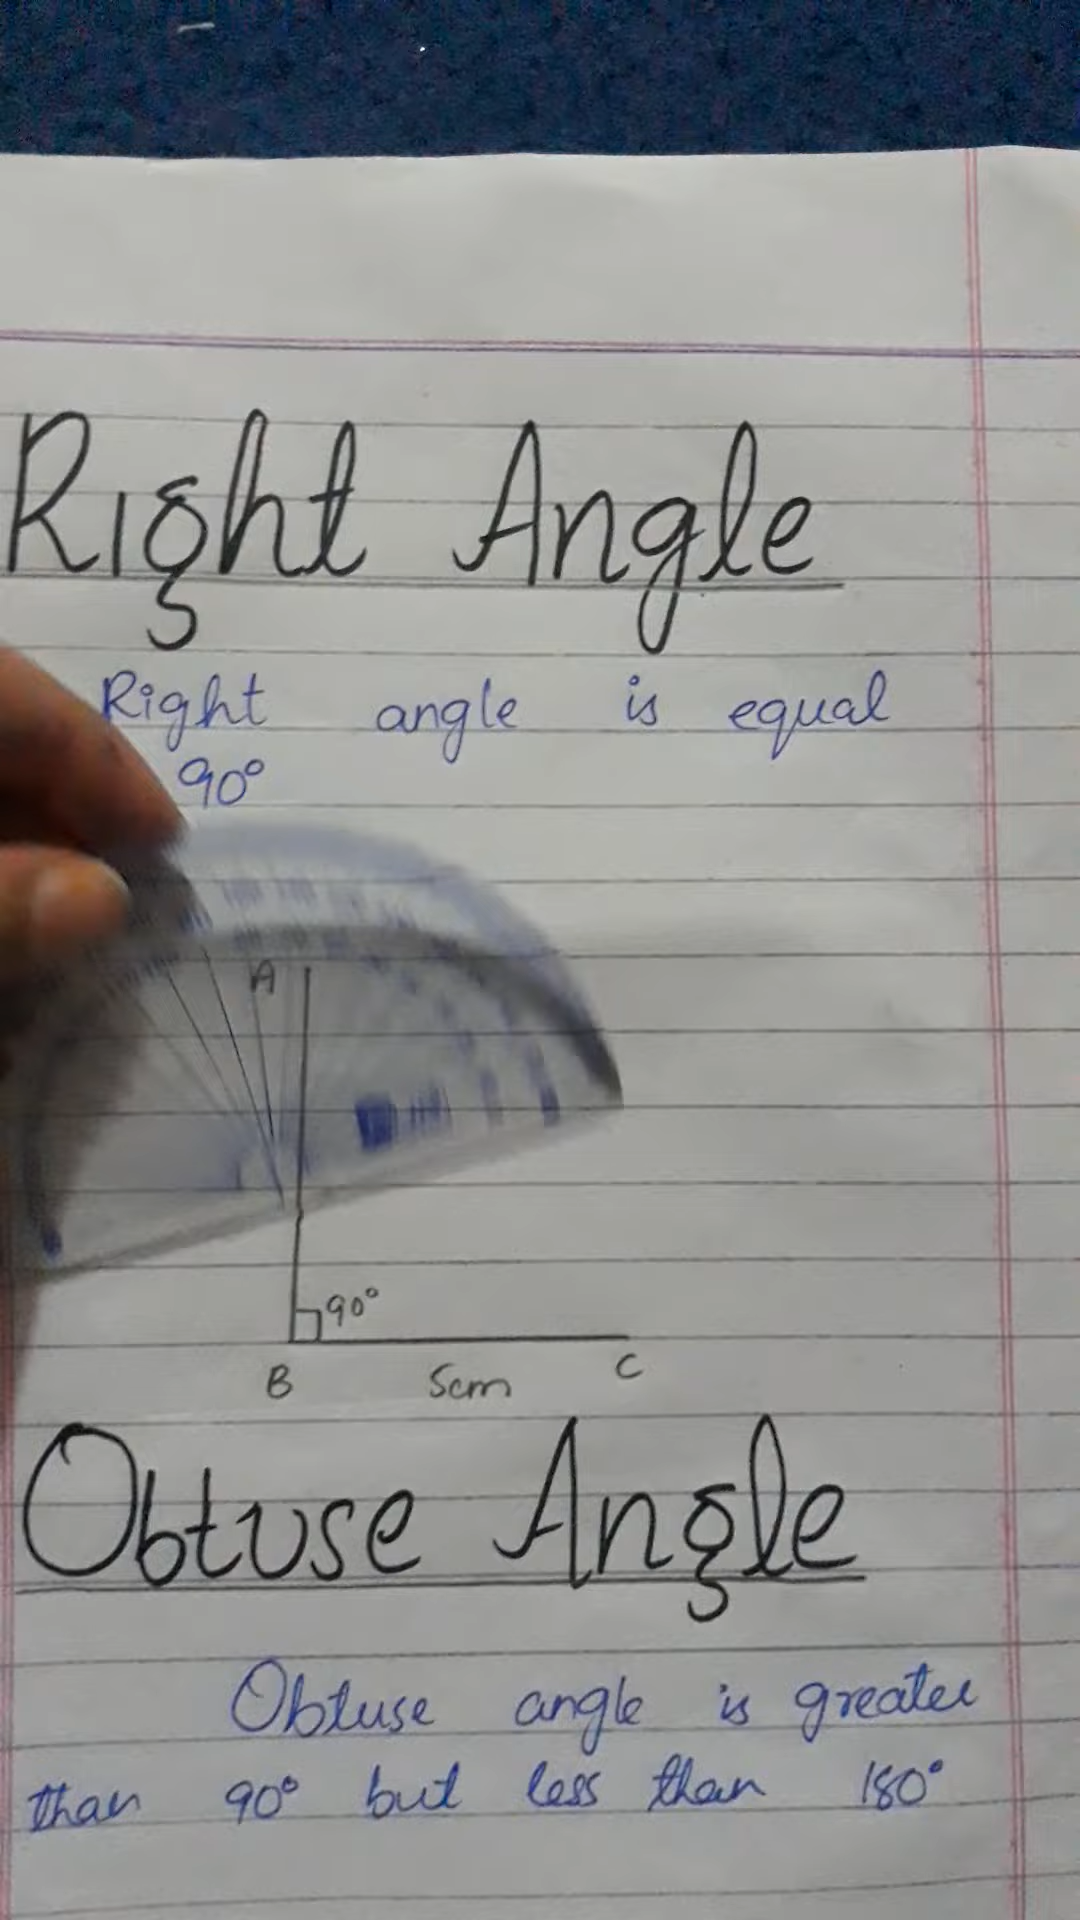 Right Angle
Right angle is equal
90°
A
90°
B 5cm C
Obtuse Angle
Obtuse angle is greater
than 90° but less than 180°